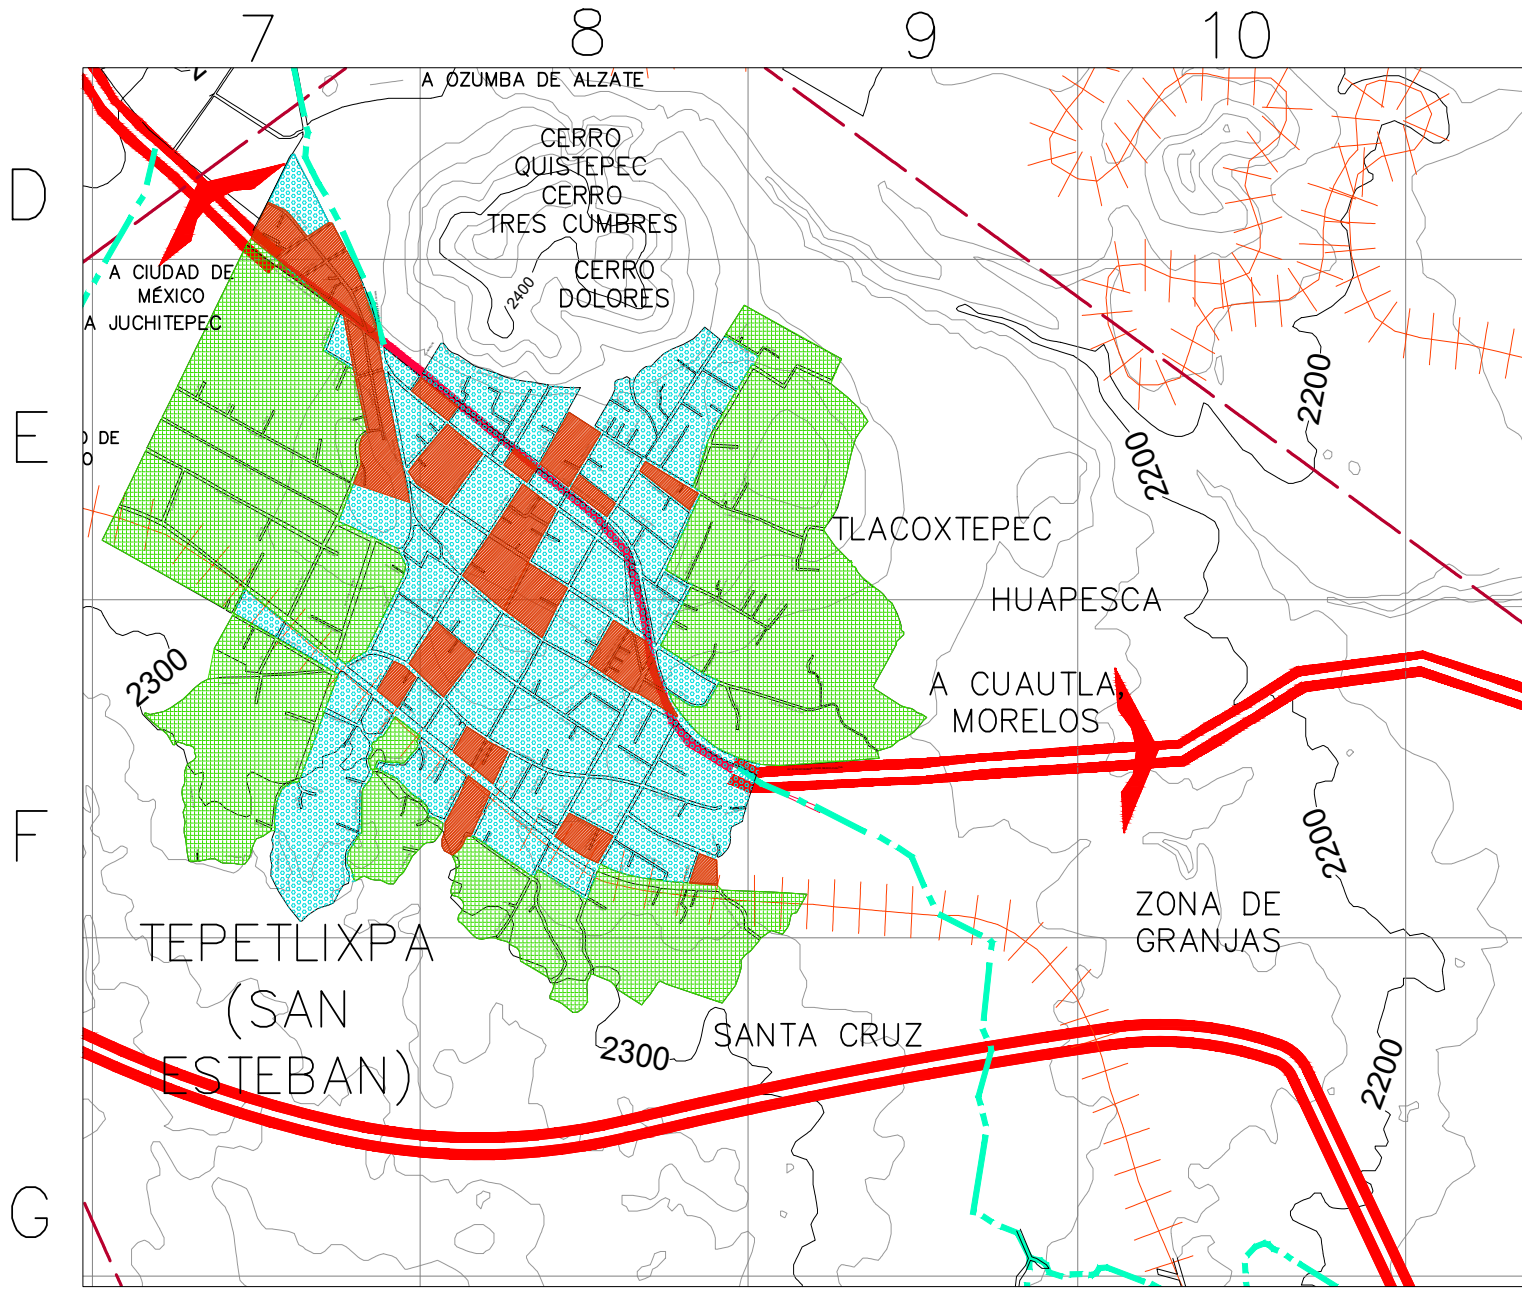 7 8 9 10
D
E
F
G
A OZUMBA DE ALZATE
CERRO
QUISTEPEC
CERRO
TRES CUMBRES
CERRO
DOLORES
2400
A CIUDAD DE
MÉXICO
A JUCHITEPEC
DE
2200
2200
TLACOXTEPEC
HUAPESCA
2300
A CUAUTLA,
MORELOS
2200
ZONA DE
GRANJAS
TEPETLIXPA
(SAN
ESTEBAN)
2300
SANTA CRUZ
2200